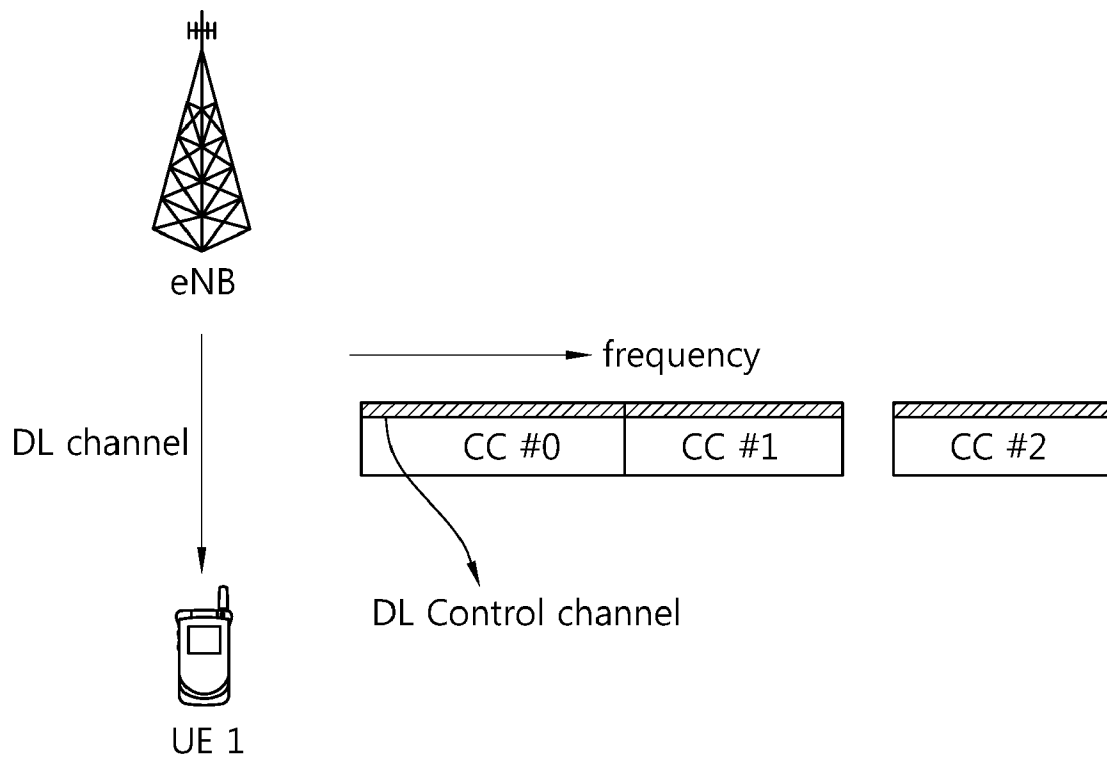 eNB
frequency
DL channel
CC #0
CC #1
CC #2
DL Control channel
UE 1